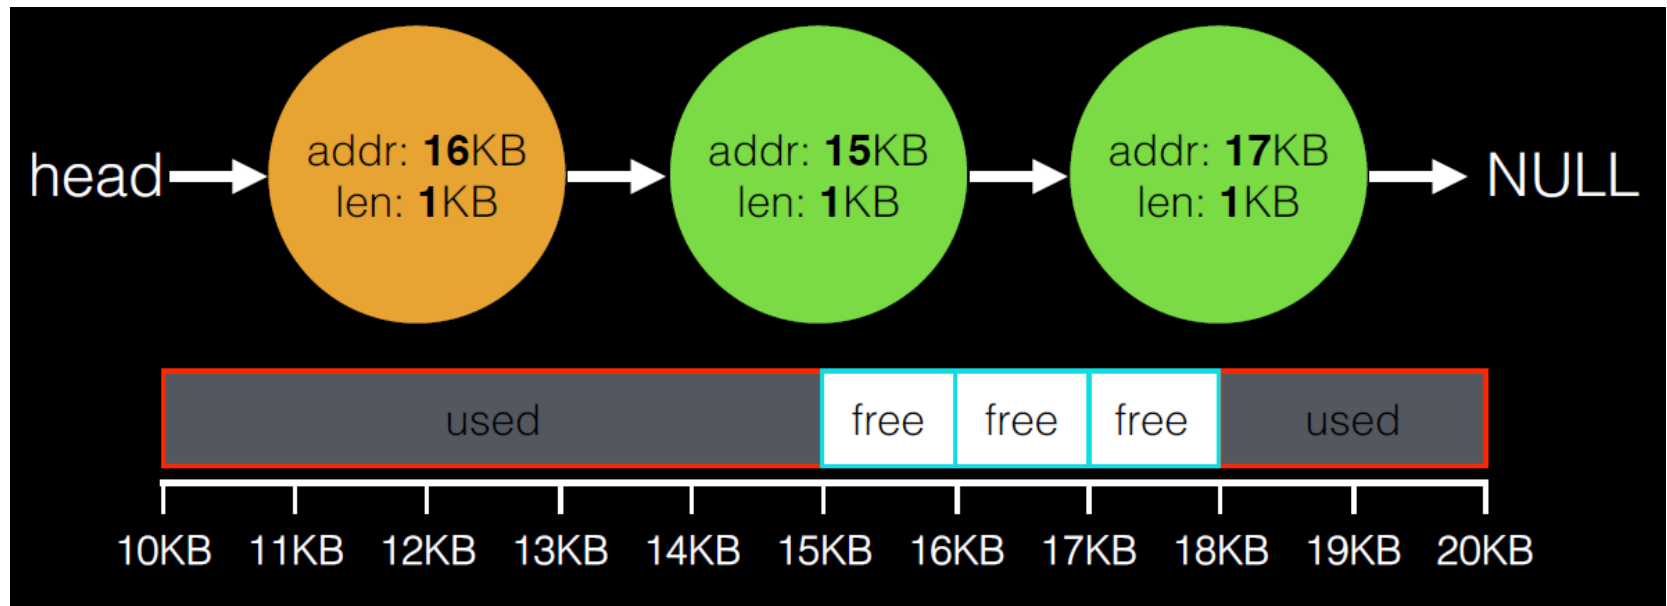 head
addr: 16KB
len: 1KB
addr: 15KB
len: 1KB
addr: 17KB
len: 1KB
NULL
used free free free used
10KB 11KB 12KB 13KB 14KB 15KB 16KB 17KB 18KB 19KB 20KB